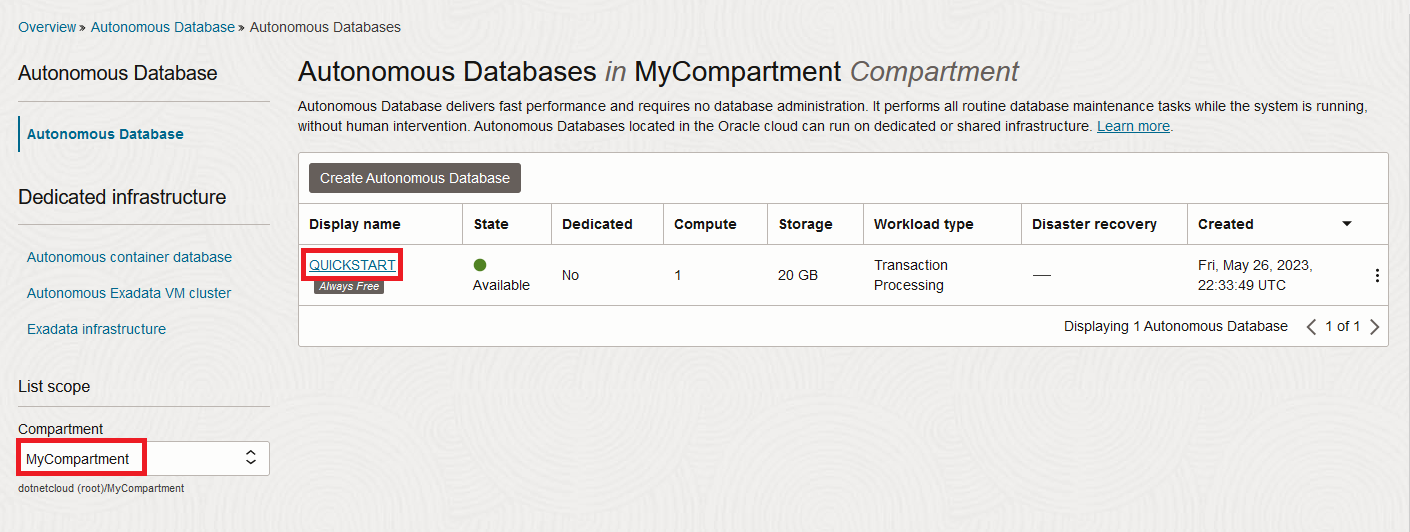 Overview » Autonomous Database » Autonomous Databases
Autonomous Database
Autonomous Database
Dedicated infrastructure
Autonomous container database
Autonomous Exadata VM cluster
Exadata infrastructure
List scope
Compartment
MyCompartment
dotnetcloud (root)/MyCompartment
Autonomous Databases in MyCompartment Compartment
Autonomous Database delivers fast performance and requires no database administration. It performs all routine database maintenance tasks while the system is running,
without human intervention. Autonomous Databases located in the Oracle cloud can run on dedicated or shared infrastructure. Learn more.
Create Autonomous Database
Display name State Dedicated Compute Storage Workload type Disaster recovery Created
QUICKSTART
Always Free
Available
No
1
20 GB
Transaction
Processing
—
Fri, May 26, 2023,
22:33:49 UTC
Displaying 1 Autonomous Database < 1 of 1 >